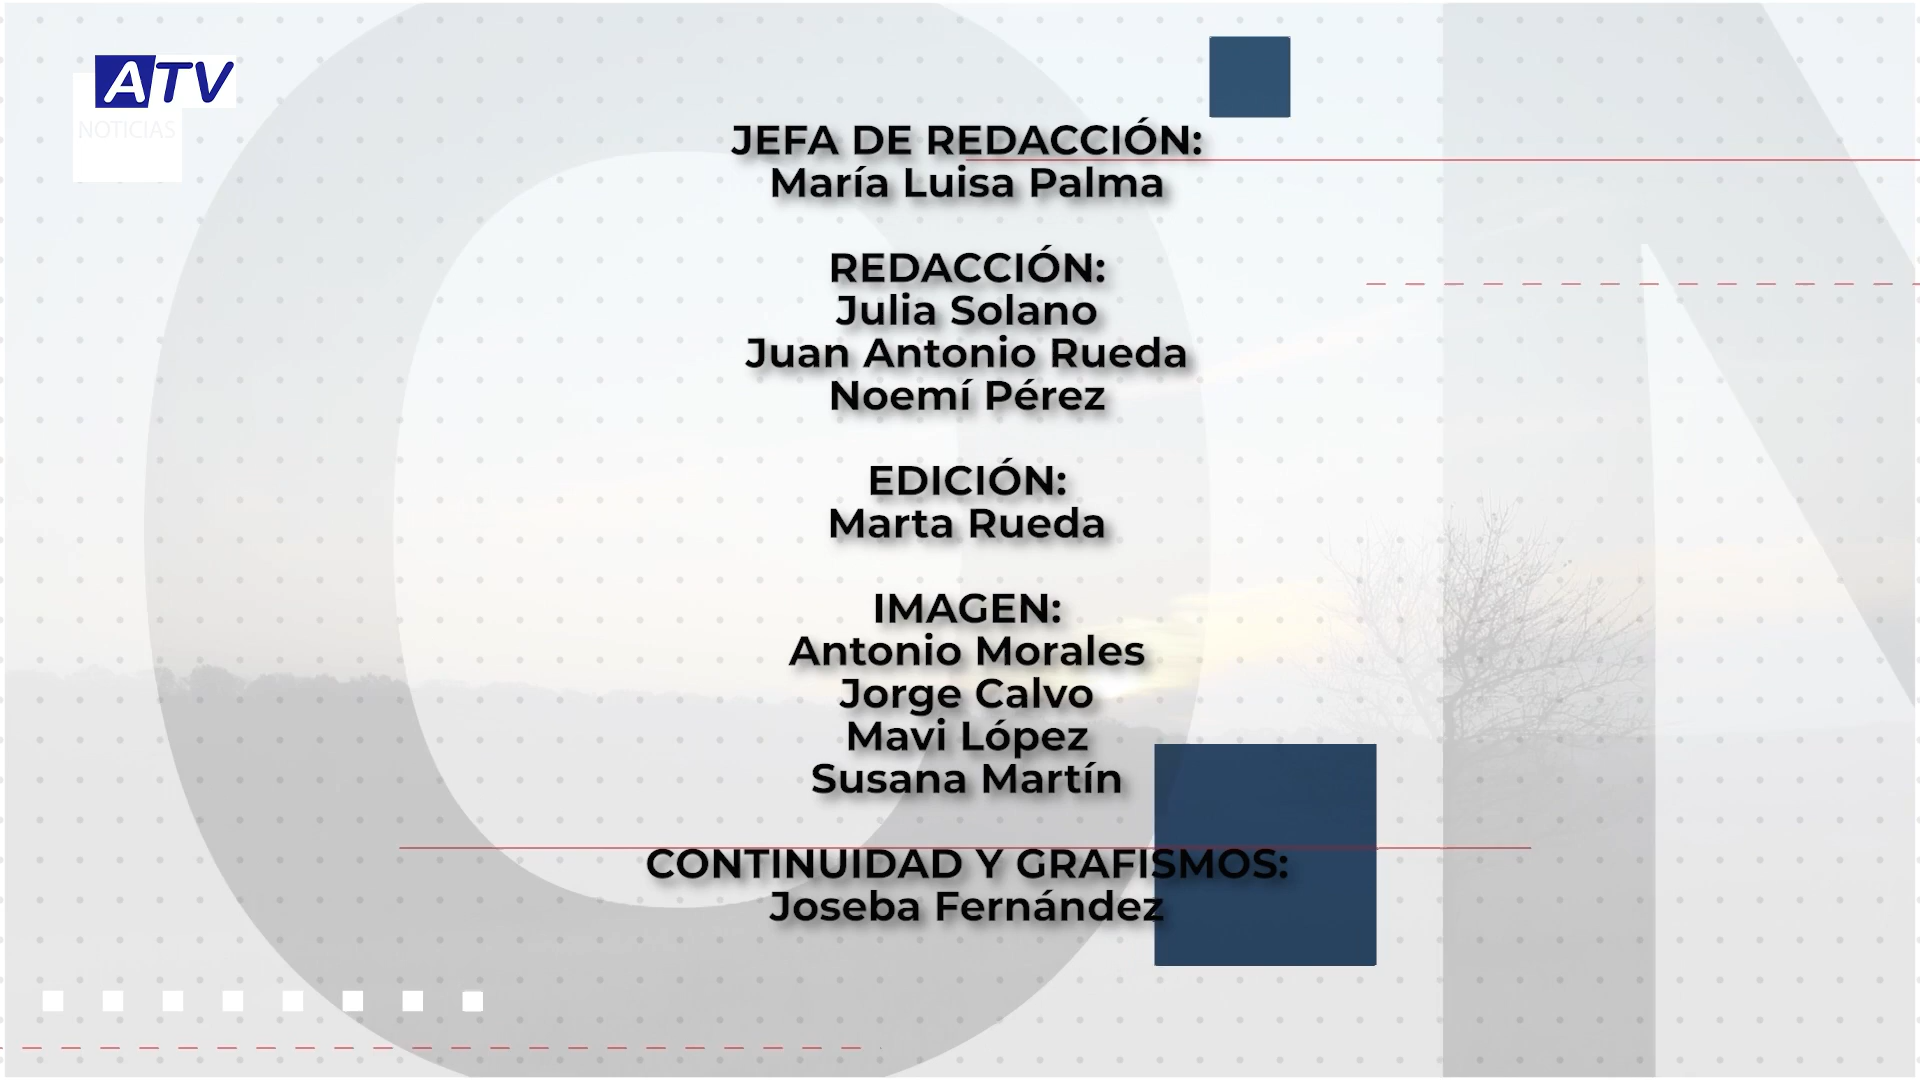 ATV
NOTICIAS
JEFA DE REDACCIÓN:
María Luisa Palma
REDACCIÓN:
Julia Solano
Juan Antonio Rueda
Noemí Pérez
EDICIÓN:
Marta Rueda
IMAGEN:
Antonio Morales
Jorge Calvo
Mavi López
Susana Martín
CONTINUIDAD Y GRAFISMOS:
Joseba Fernández